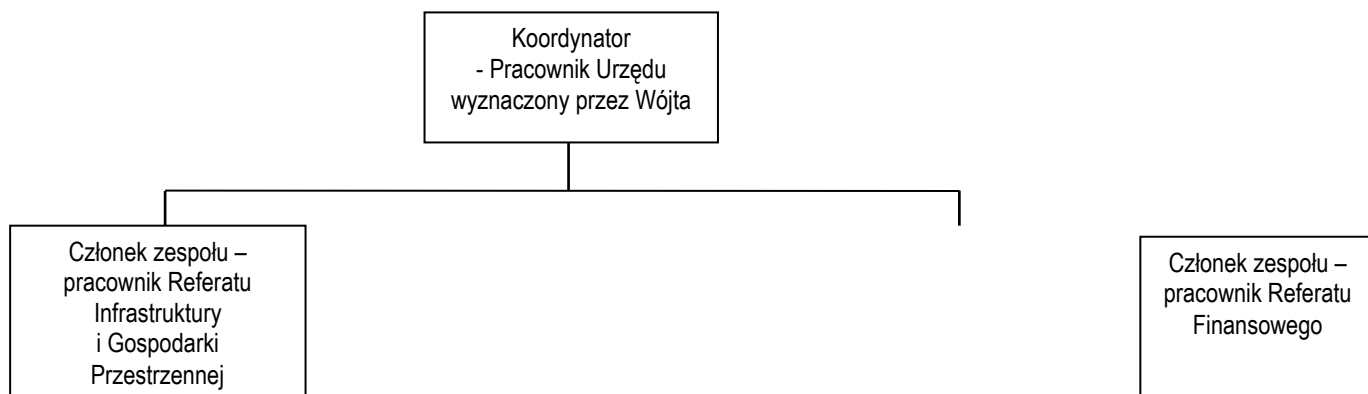 Koordynator
- Pracownik Urzędu
wyznaczony przez Wójta
Członek zespołu –
pracownik Referatu
Infrastruktury
i Gospodarki
Przestrzennej
Członek zespołu –
pracownik Referatu
Finansowego